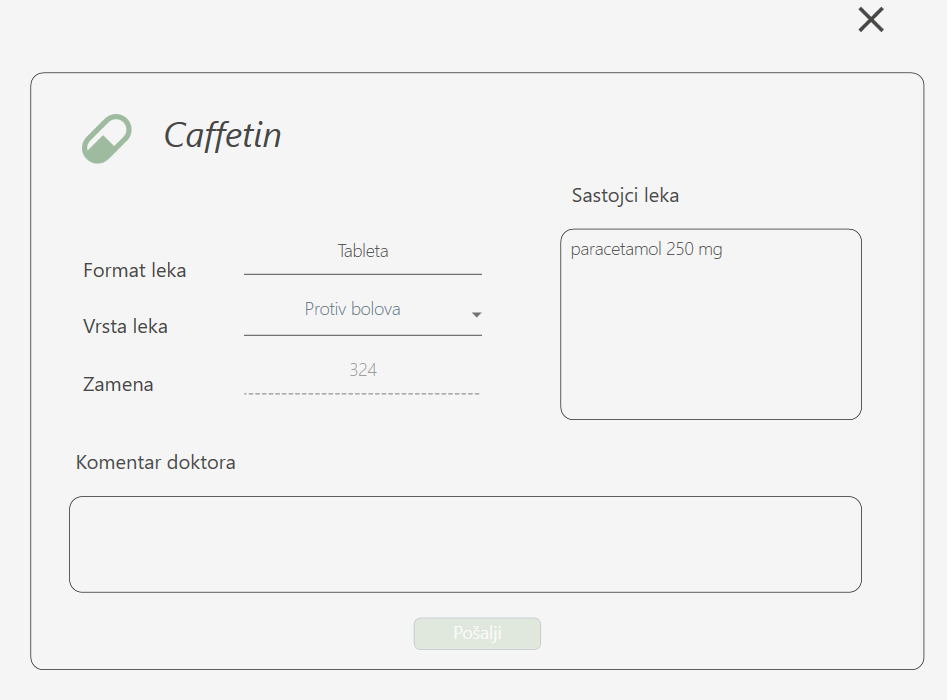 Caffetin
Sastojci leka
paracetamol 250 mg
Format leka
Tableta
Vrsta leka
Protiv bolova
Zamena
324
Komentar doktora
Pošalji